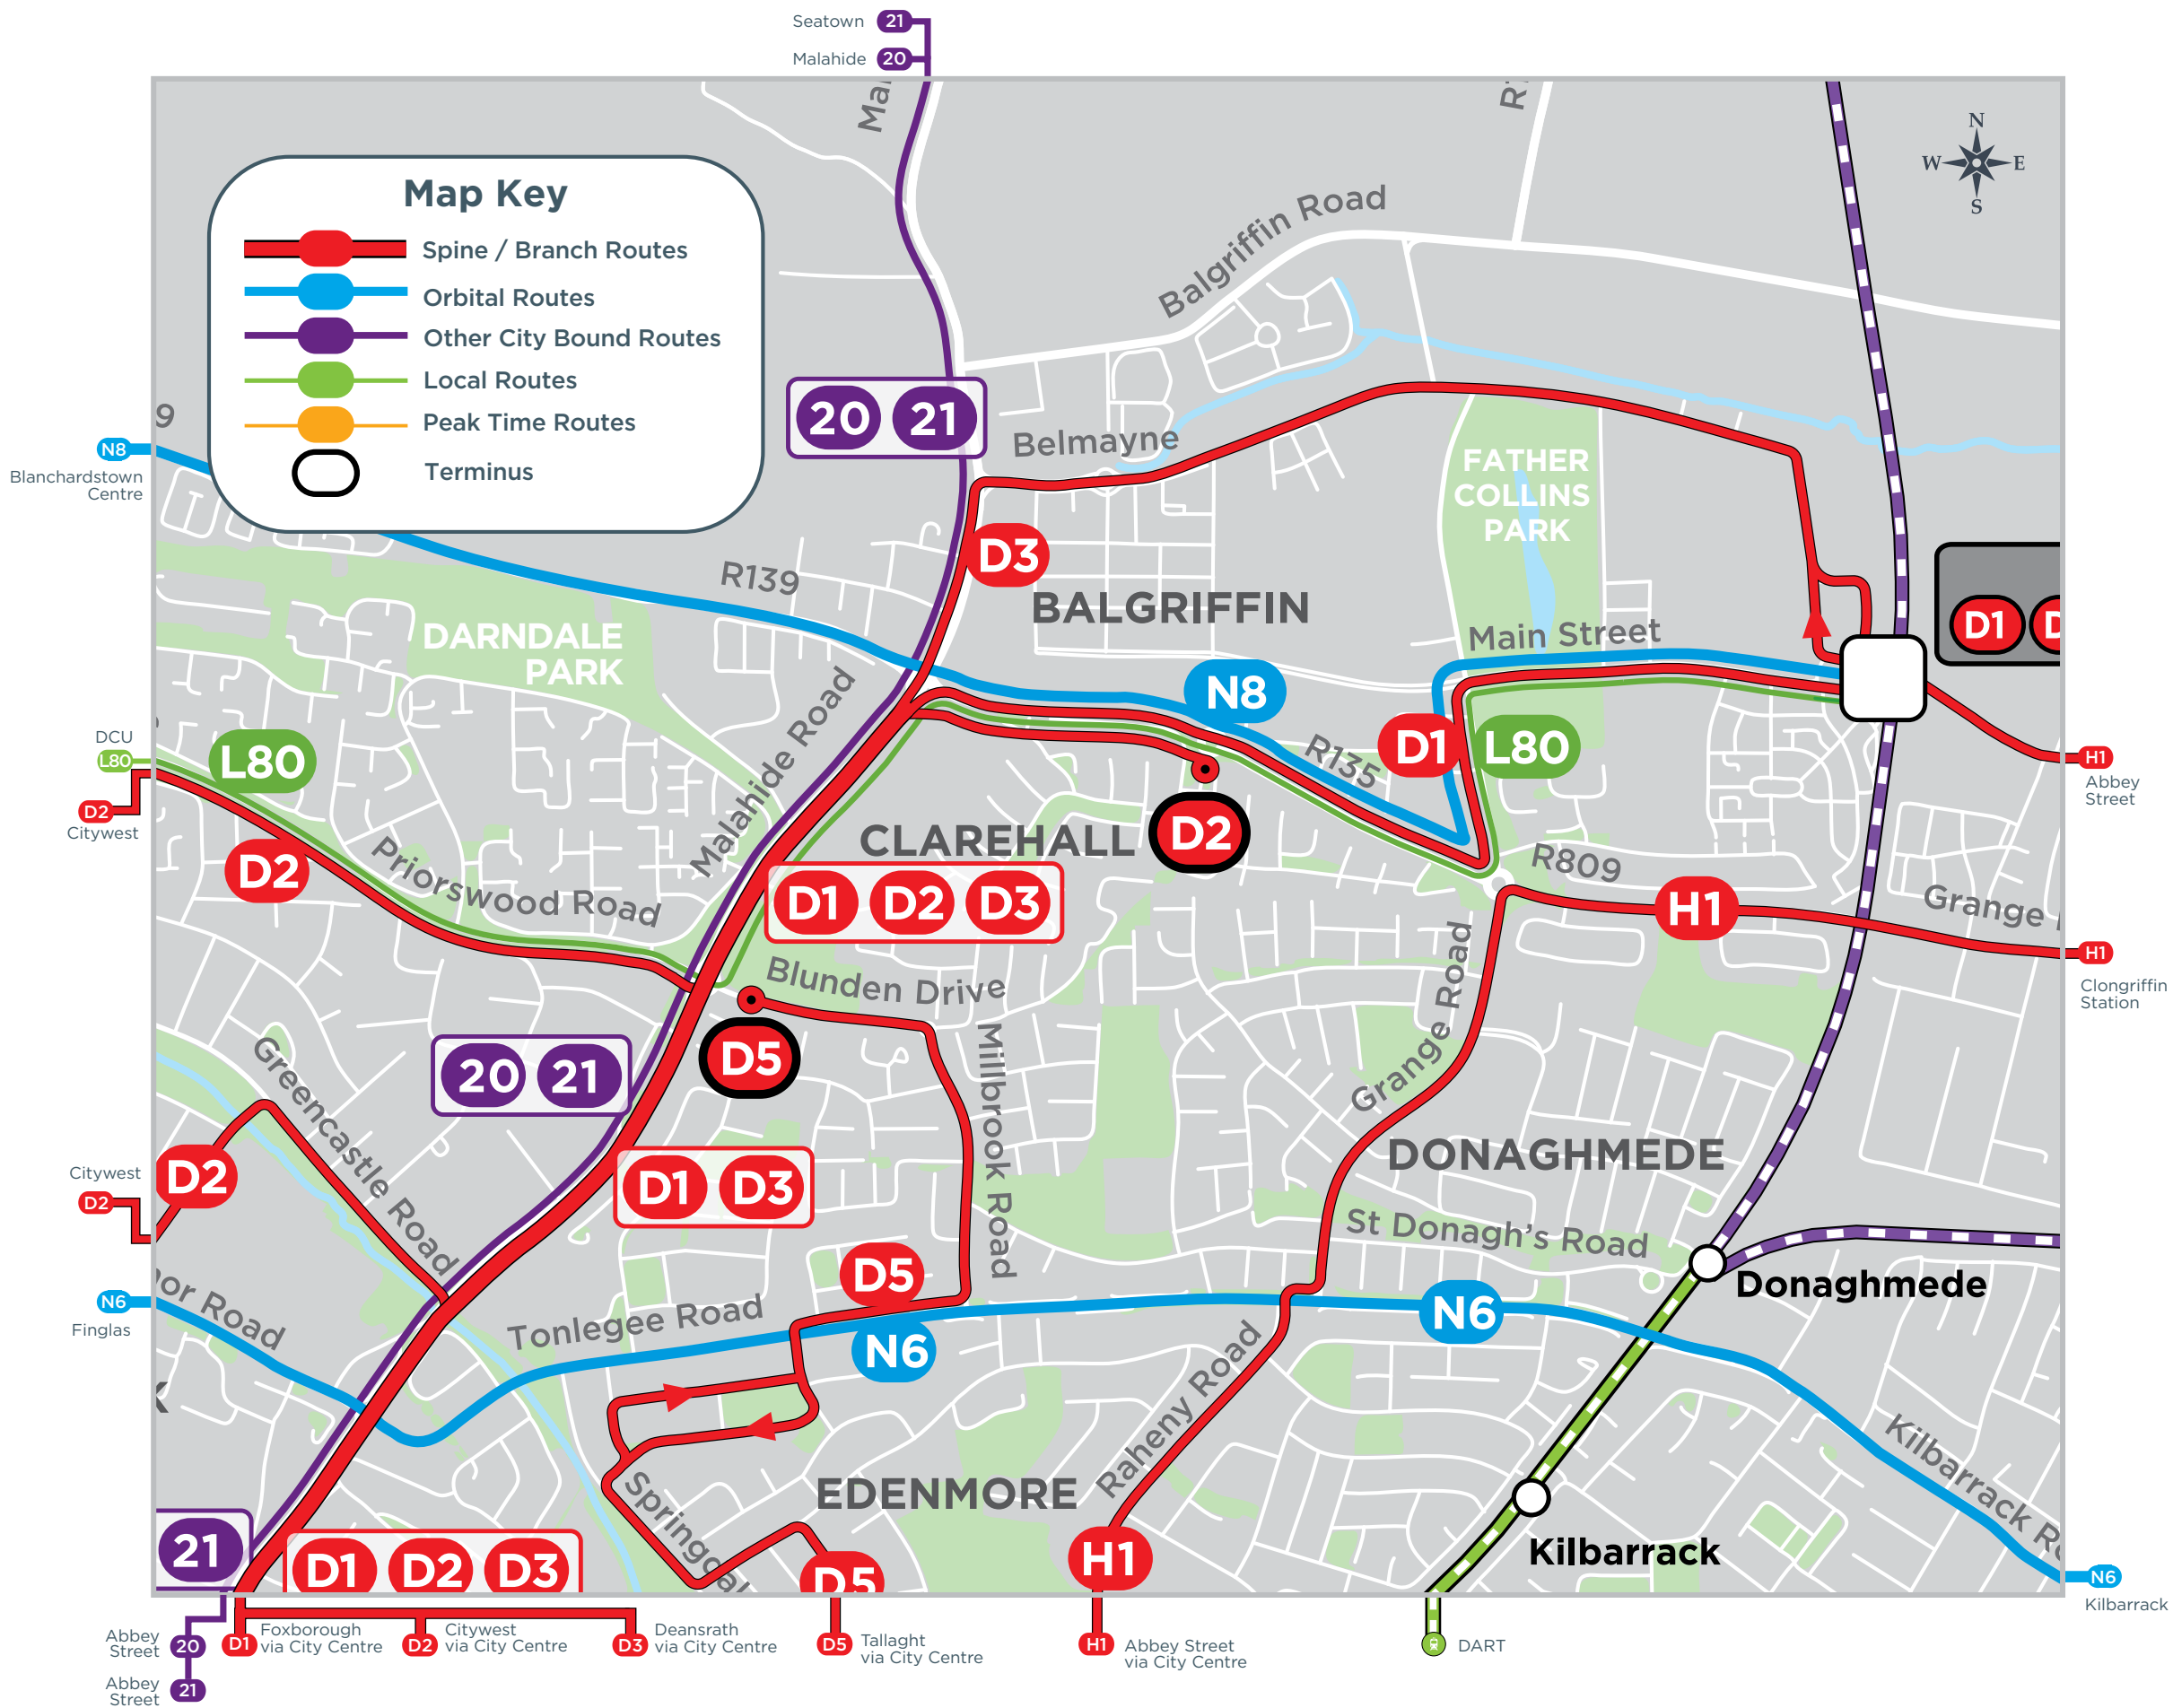 Seatown 21
Malahide 20
Map Key
Spine / Branch Routes
Orbital Routes
Other City Bound Routes
Local Routes
Peak Time Routes
Terminus
N
W E
S
Balgriffin Road
20 21
Belmayne
N8
Blanchardstown
Centre
FATHER
COLLINS
PARK
D3
R139
BALGRIFFIN
DARNDALE
PARK
Main Street
D1
N8
R135
D1
L80
Malahide Road
DCU
L80
L80
D2
Citywest
D2
Priorswood Road
CLAREHALL
D2
R809
H1
Abbey
Street
D1 D2 D3
H1
Grange
H1
Clongriffin
Station
Blunden Drive
D5
Millbrook Road
Grange Road
20 21
Greencastle Road
DONAGHMEDE
D1 D3
Citywest
D2
D2
St Donagh's Road
Donaghmede
D5
N6
Finglas
or Road
Tonlegee Road
N6
N6
Raheny Road
EDENMORE
Springdal
Kilbarrack
Kilbarrack R
21
D1 D2 D3
D5
H1
N6
Kilbarrack
Abbey
Street 20
Abbey
Street 21
D1 Foxborough
via City Centre
D2 Citywest
via City Centre
D3 Deansrath
via City Centre
D5 Tallaght
via City Centre
H1 Abbey Street
via City Centre
DART